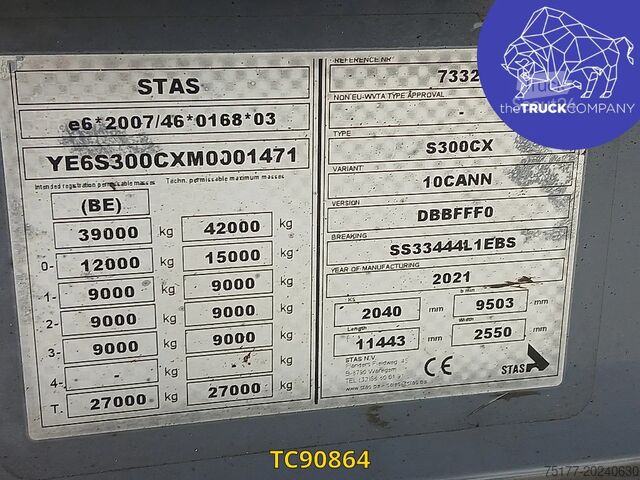 STAS
e6*2007/46*0168*03
YE6S300CXM0001471
Intended registration permissable masses
Techn. permissable maximum masses
(BE)
39000 kg 42000 kg
0- 12000 kg 15000 kg
1- 9000 kg 9000 kg
2- 9000 kg 9000 kg
3- 9000 kg 9000 kg
4- - kg - kg
T. 27000 kg 27000 kg
REFERENCE NR
7332
NON EU-WVTA TYPE APPROVAL
-
TYPE
S300CX
VARIANT
10CANN
VERSION
DBBFFF0
BREAKING
SS33444L1EBS
YEAR OF MANUFACTURING
2021
2040 mm 9503 mm
Length Width
11443 mm 2550 mm
STAS N.V.
CE
STAS
theTRUCKCOMPANY
TC90864
75177-20240630